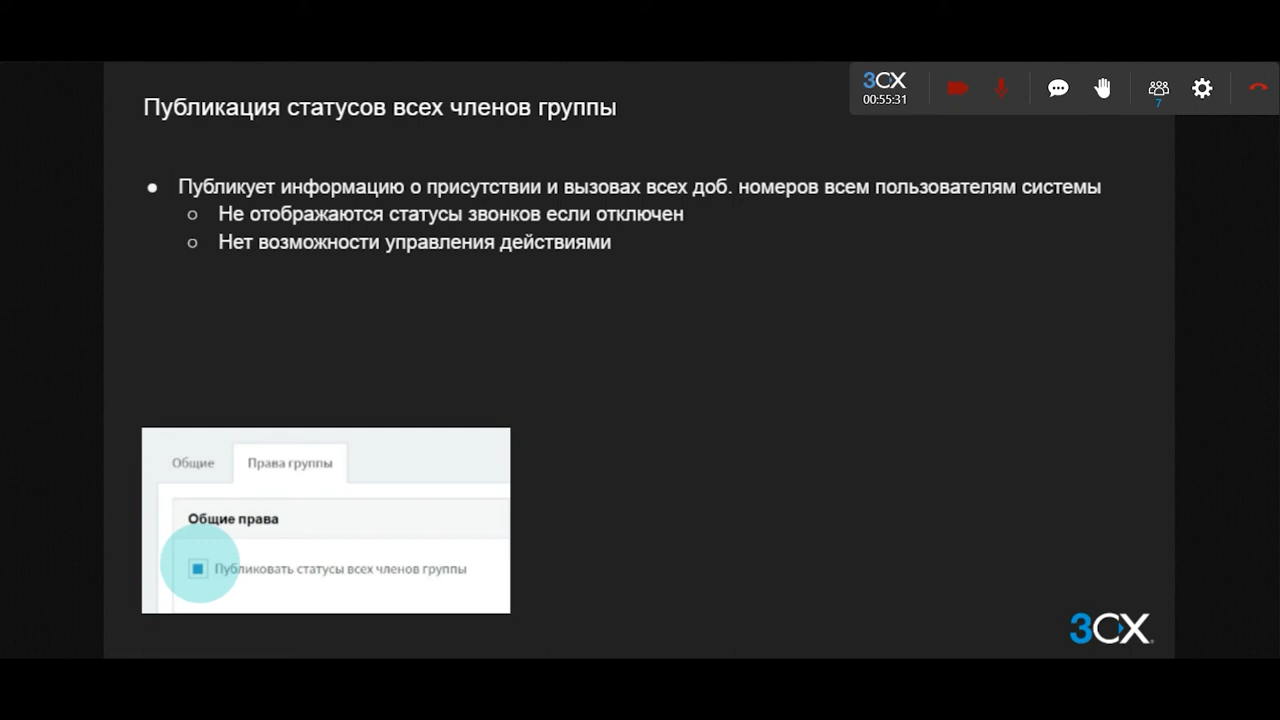 3CX
00:55:31
7
Публикация статусов всех членов группы
● Публикует информацию о присутствии и вызовах всех доб. номеров всем пользователям системы
○ Не отображаются статусы звонков если отключен
○ Нет возможности управления действиями
Общие Права группы
Общие права
Публиковать статусы всех членов группы
3CX